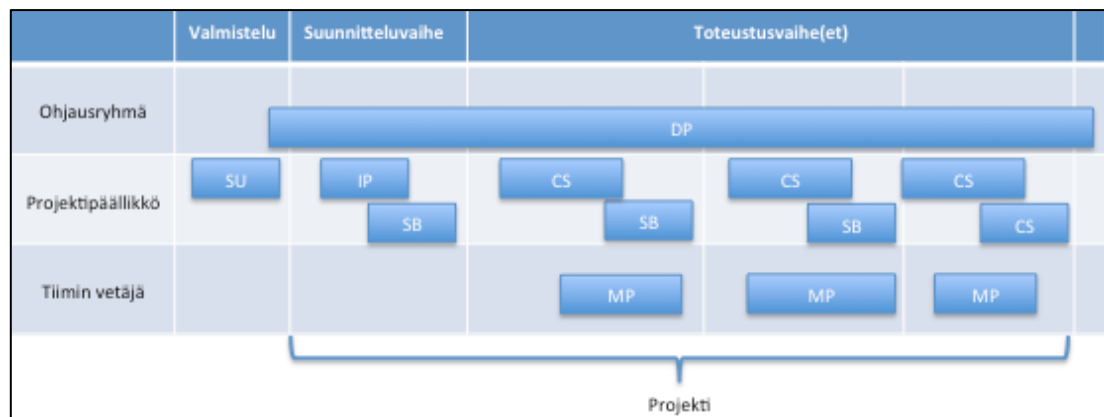 Valmistelu Suunnitteluvaihe Toteustusvaihe(et)
Ohjausryhmä
DP
SU IP CS CS CS
Projektipäällikkö
SB SB SB CS
Tiimin vetäjä MP MP MP
Projekti